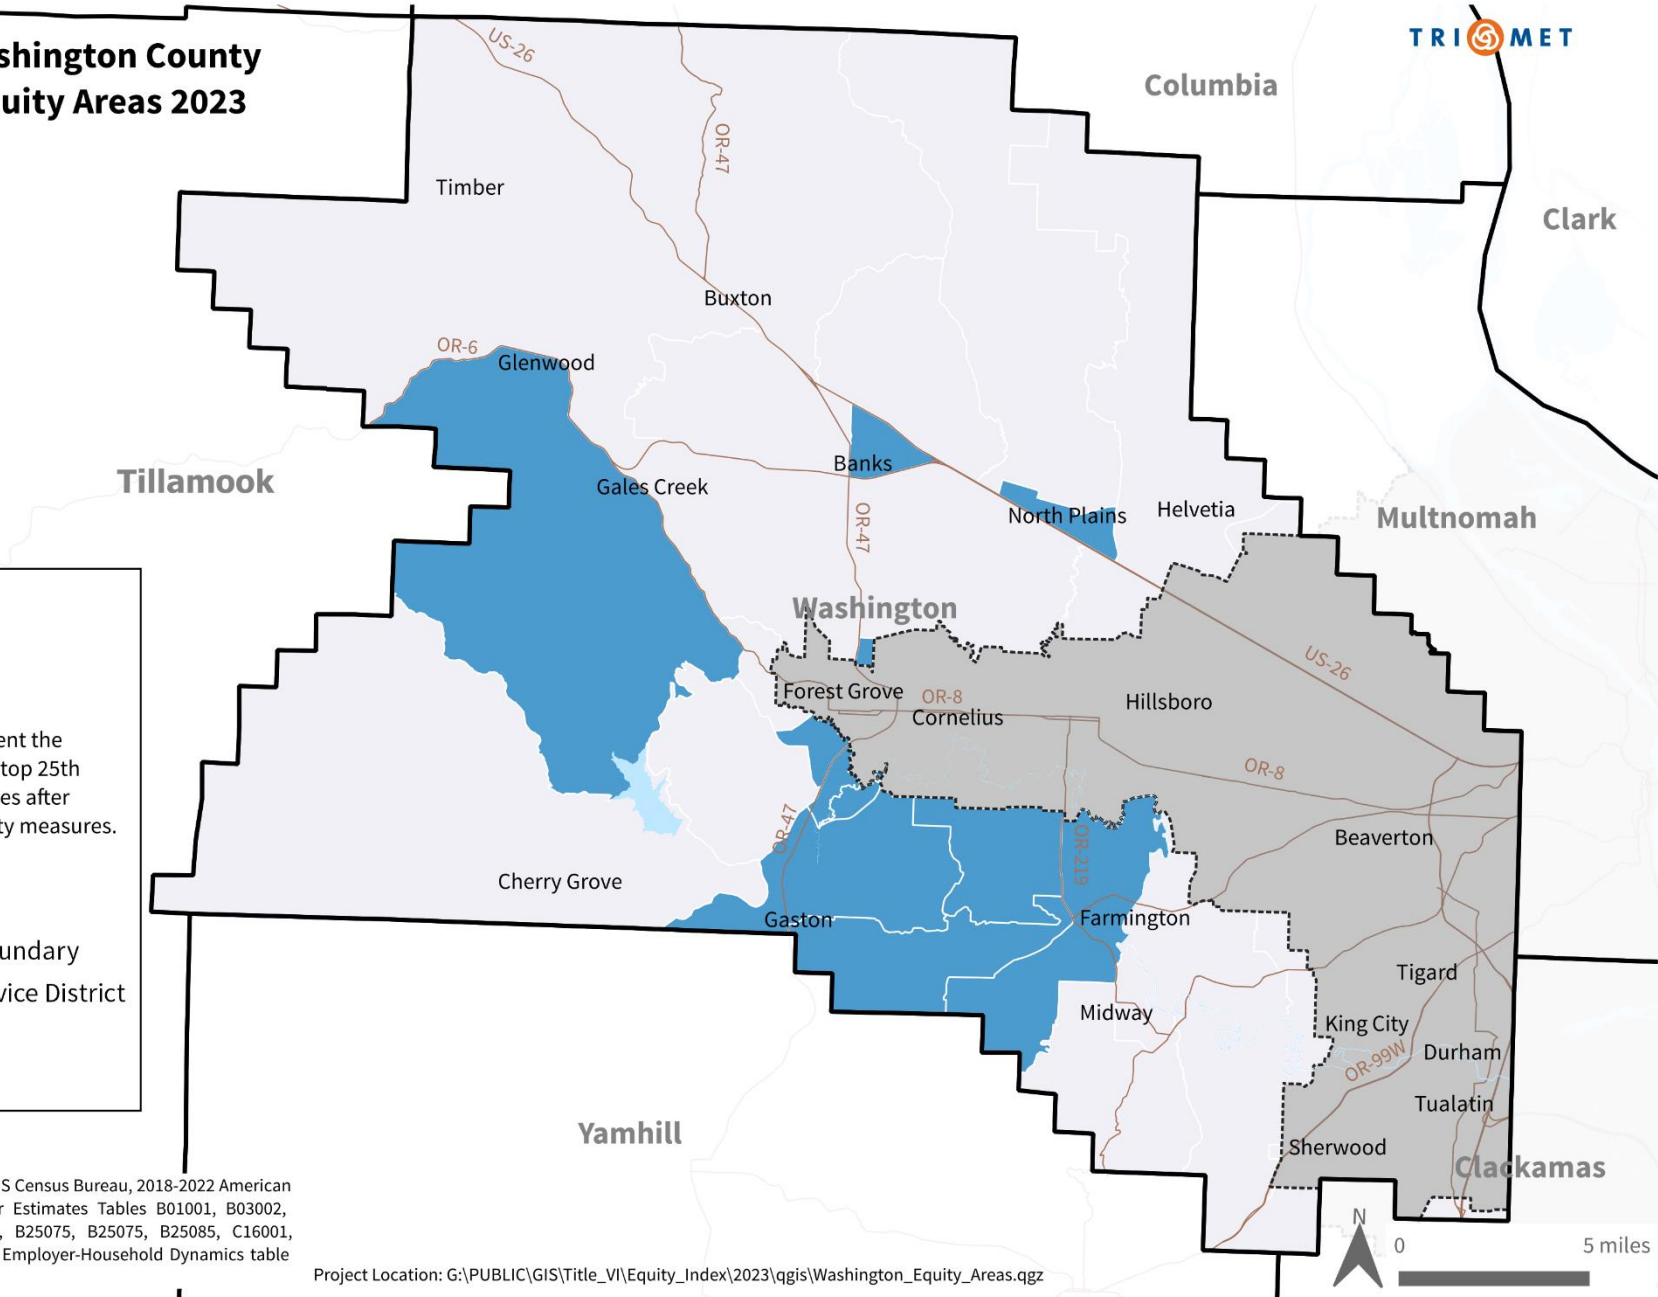 shington County
uity Areas 2023
TRI MET
Columbia
Clark
US-26
OR-47
Timber
Buxton
OR-6
Glenwood
Tillamook
Banks
Gales Creek
North Plains
Helvetia
Multnomah
OR-47
Washington
US-26
Forest Grove
OR-8
Cornelius
Hillsboro
OR-8
ent the
top 25th
es after
ty measures.
OR-47
OR-219
Beaverton
Cherry Grove
Gaston
Farmington
undary
vice District
Tigard
Midway
King City
OR-99W
Durham
Tualatin
Yamhill
Sherwood
Clackamas
S Census Bureau, 2018-2022 American
r Estimates Tables B01001, B03002,
, B25075, B25075, B25085, C16001,
Employer-Household Dynamics table
N
0 5 miles
Project Location: G:\PUBLIC\GIS\Title_VI\Equity_Index\2023\qgis\Washington_Equity_Areas.qgz